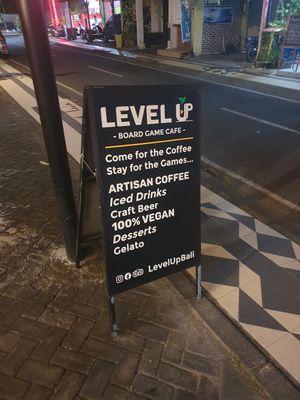 LEVEL UP
- BOARD GAME CAFE -
Come for the Coffee
Stay for the Games...
ARTISAN COFFEE
Iced Drinks
Craft Beer
100% VEGAN
Desserts
Gelato
LevelUpBali